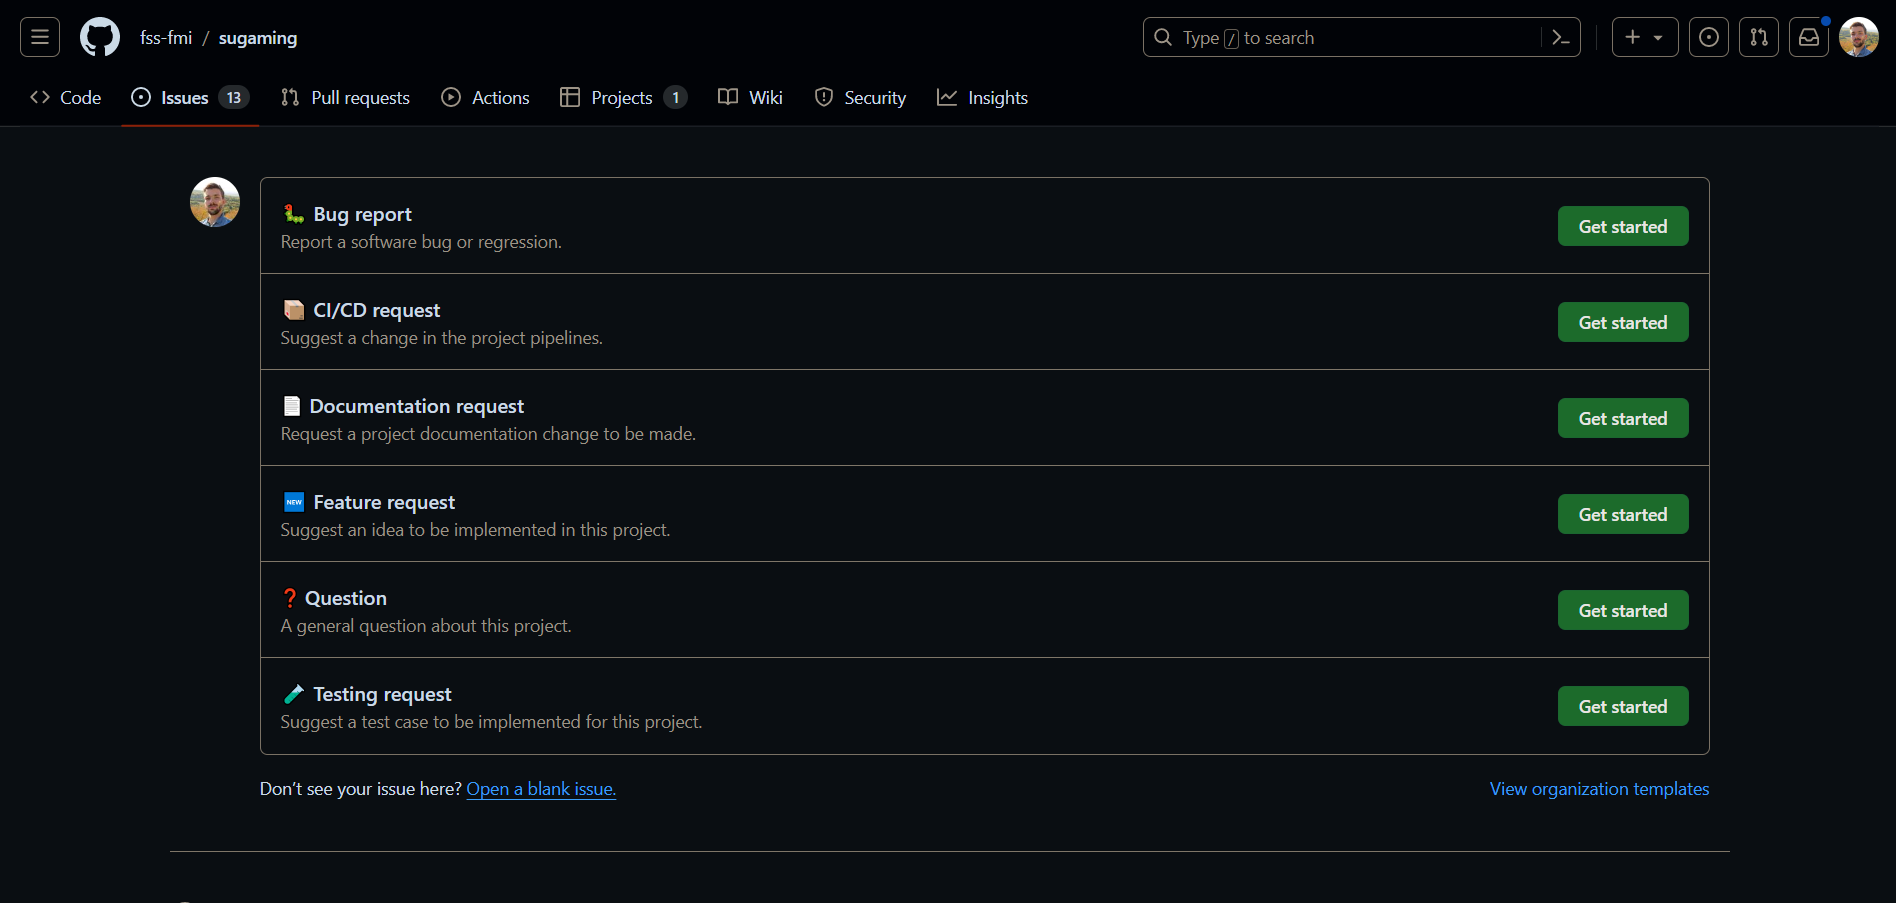 fss-fmi / sugaming
Type / to search
Code
Issues 13
Pull requests
Actions
Projects 1
Wiki
Security
Insights
Bug report
Report a software bug or regression.
Get started
CI/CD request
Suggest a change in the project pipelines.
Get started
Documentation request
Request a project documentation change to be made.
Get started
NEW Feature request
Suggest an idea to be implemented in this project.
Get started
❓ Question
A general question about this project.
Get started
Testing request
Suggest a test case to be implemented for this project.
Get started
Don’t see your issue here? Open a blank issue.
View organization templates